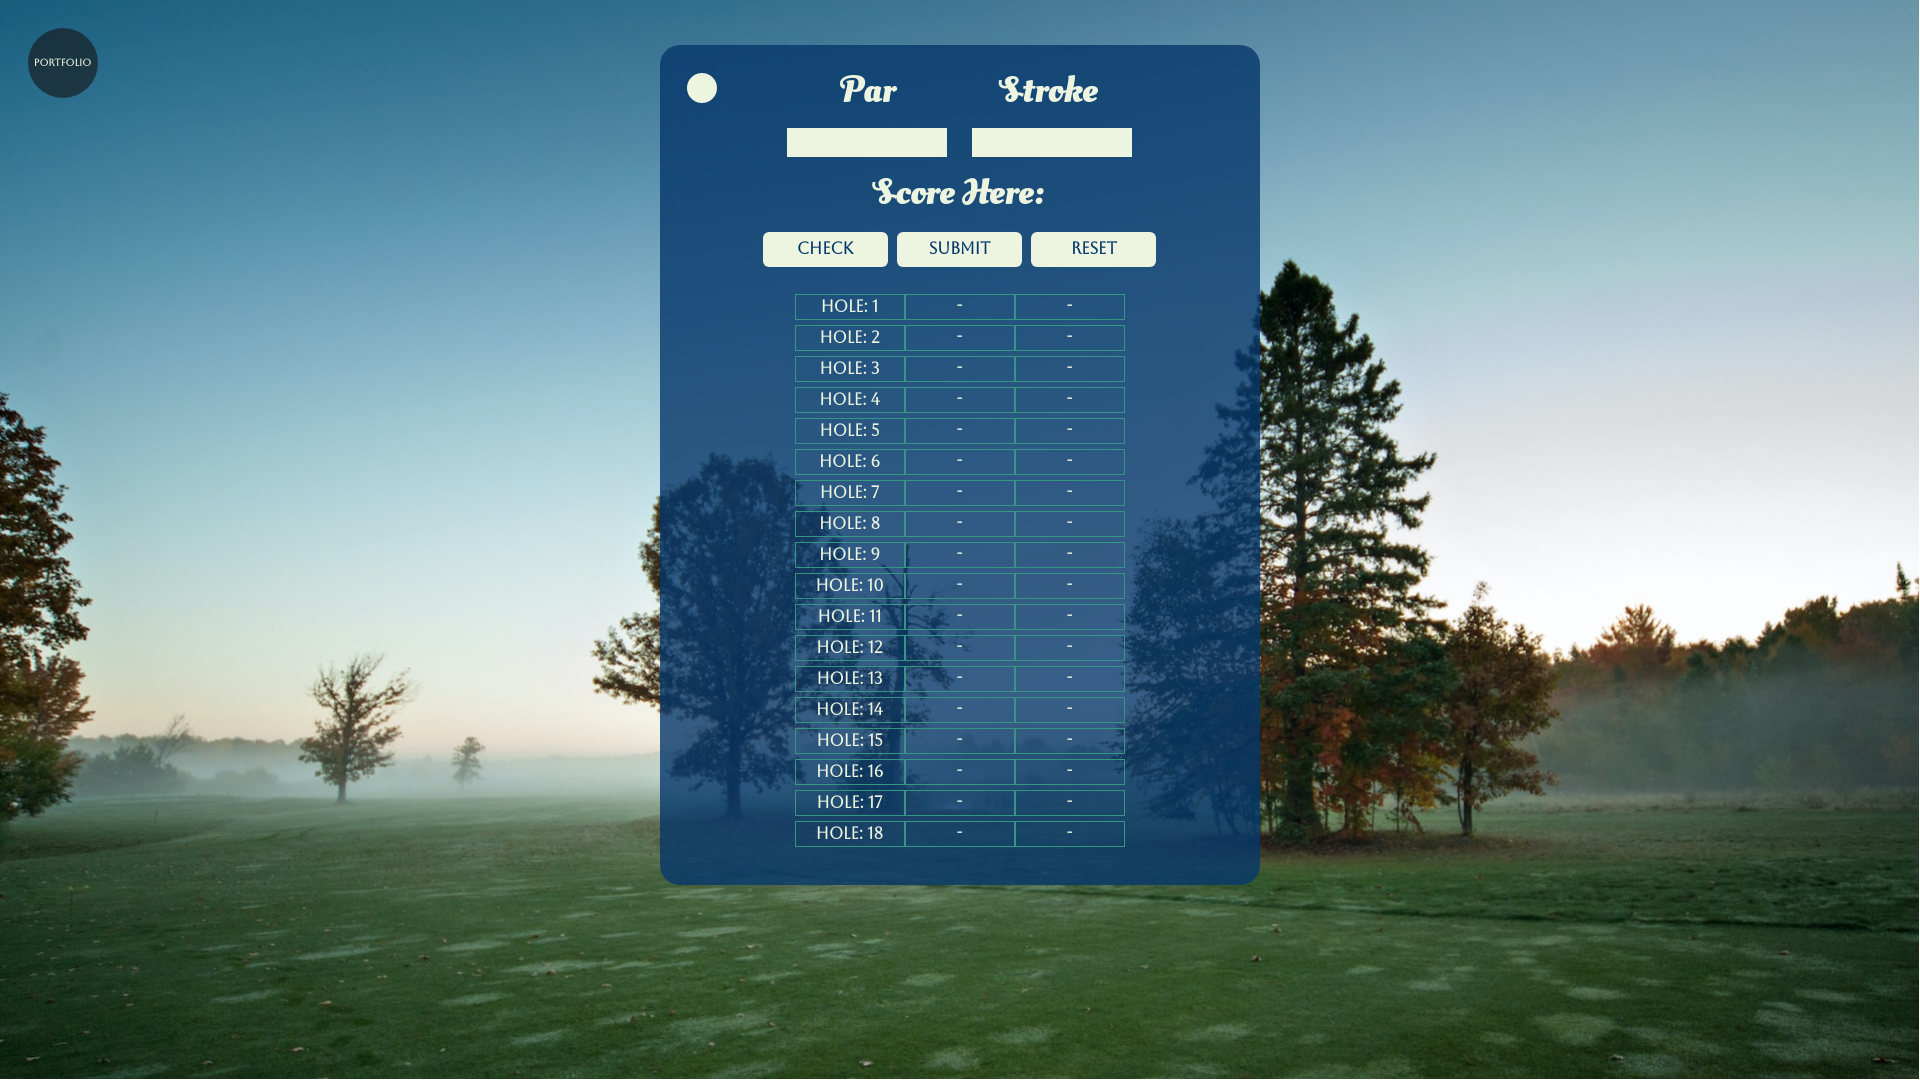 PORTFOLIO
Par Stroke
Score Here:
CHECK SUBMIT RESET
HOLE: 1 - -
HOLE: 2 - -
HOLE: 3 - -
HOLE: 4 - -
HOLE: 5 - -
HOLE: 6 - -
HOLE: 7 - -
HOLE: 8 - -
HOLE: 9 - -
HOLE: 10 - -
HOLE: 11 - -
HOLE: 12 - -
HOLE: 13 - -
HOLE: 14 - -
HOLE: 15 - -
HOLE: 16 - -
HOLE: 17 - -
HOLE: 18 - -